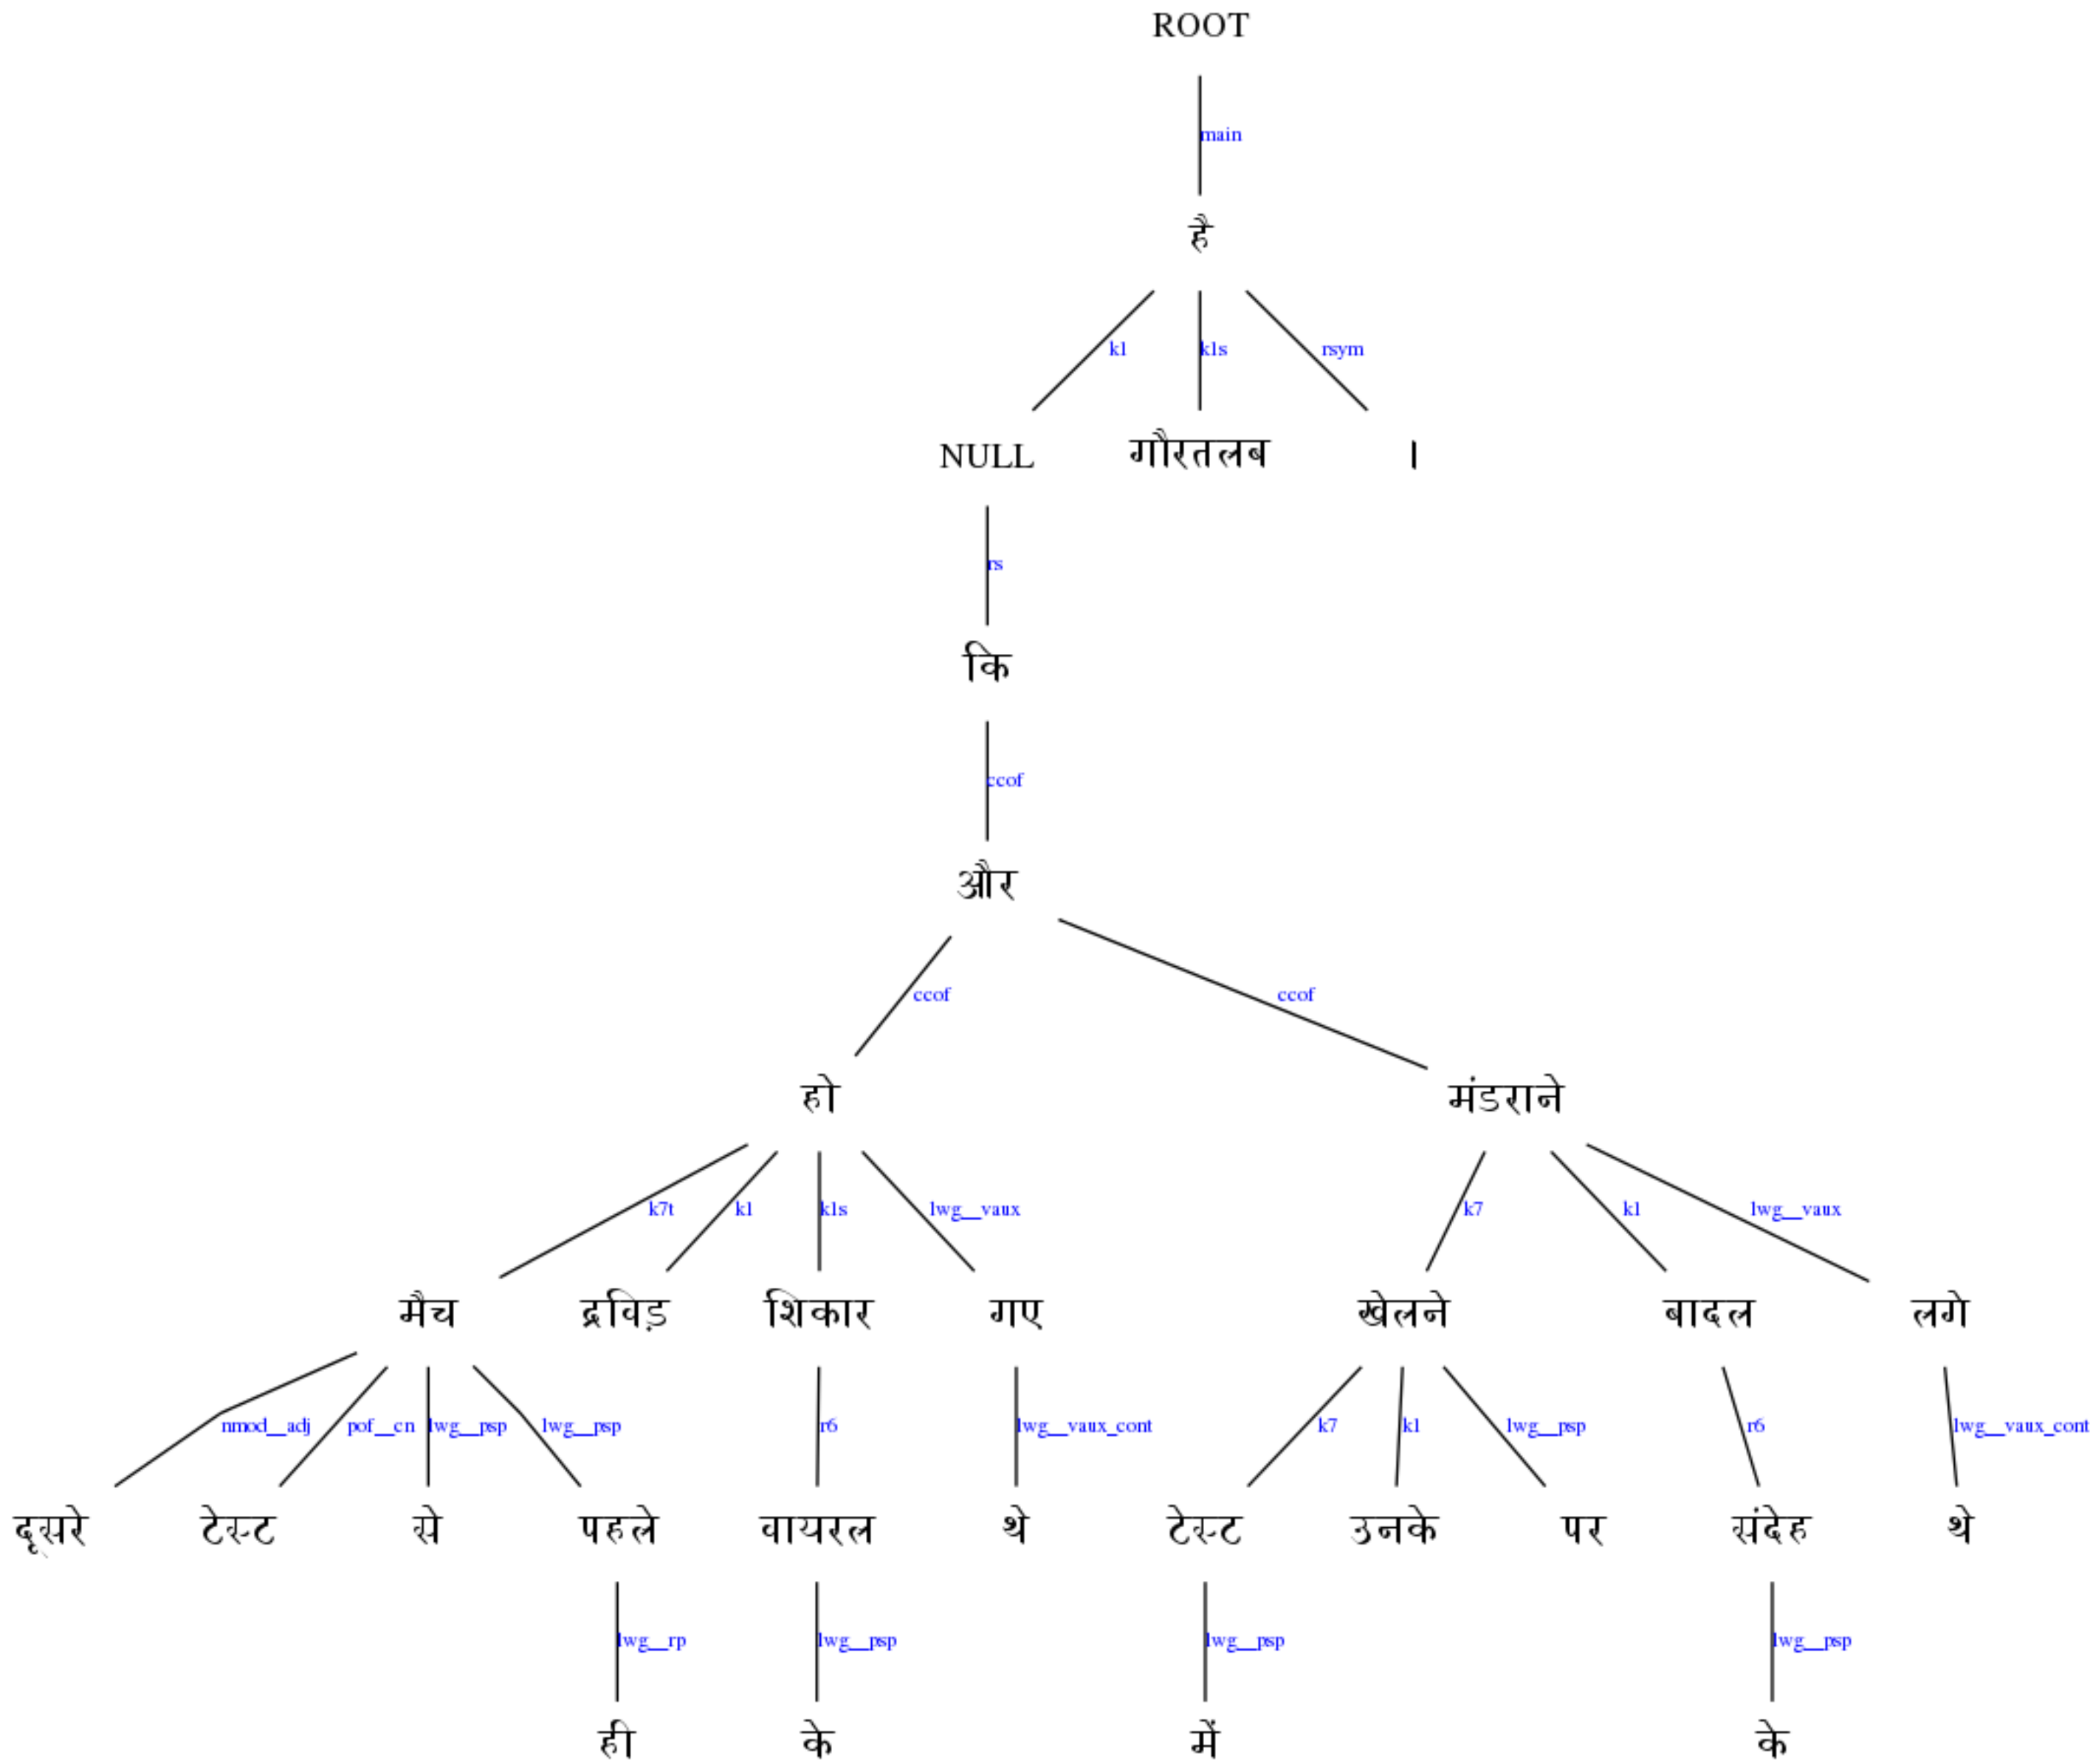 ROOT
main
है
k1 k1s rsym
NULL गौरतलब ।
rs
कि
ccof
और
ccof ccof
हो मंडराने
k7t k1 k1s lwg__vaux k7 k1 lwg__vaux
मैच द्रविड़ शिकार गए खेलने बादल लगे
nmod__adj pof__cn lwg__psp lwg__psp r6 lwg__vaux_cont k7 k1 lwg__psp r6 lwg__vaux_cont
दूसरे टेस्ट से पहले वायरल थे टेस्ट उनके पर संदेह थे
lwg__rp lwg__psp lwg__psp lwg__psp
ही के में के